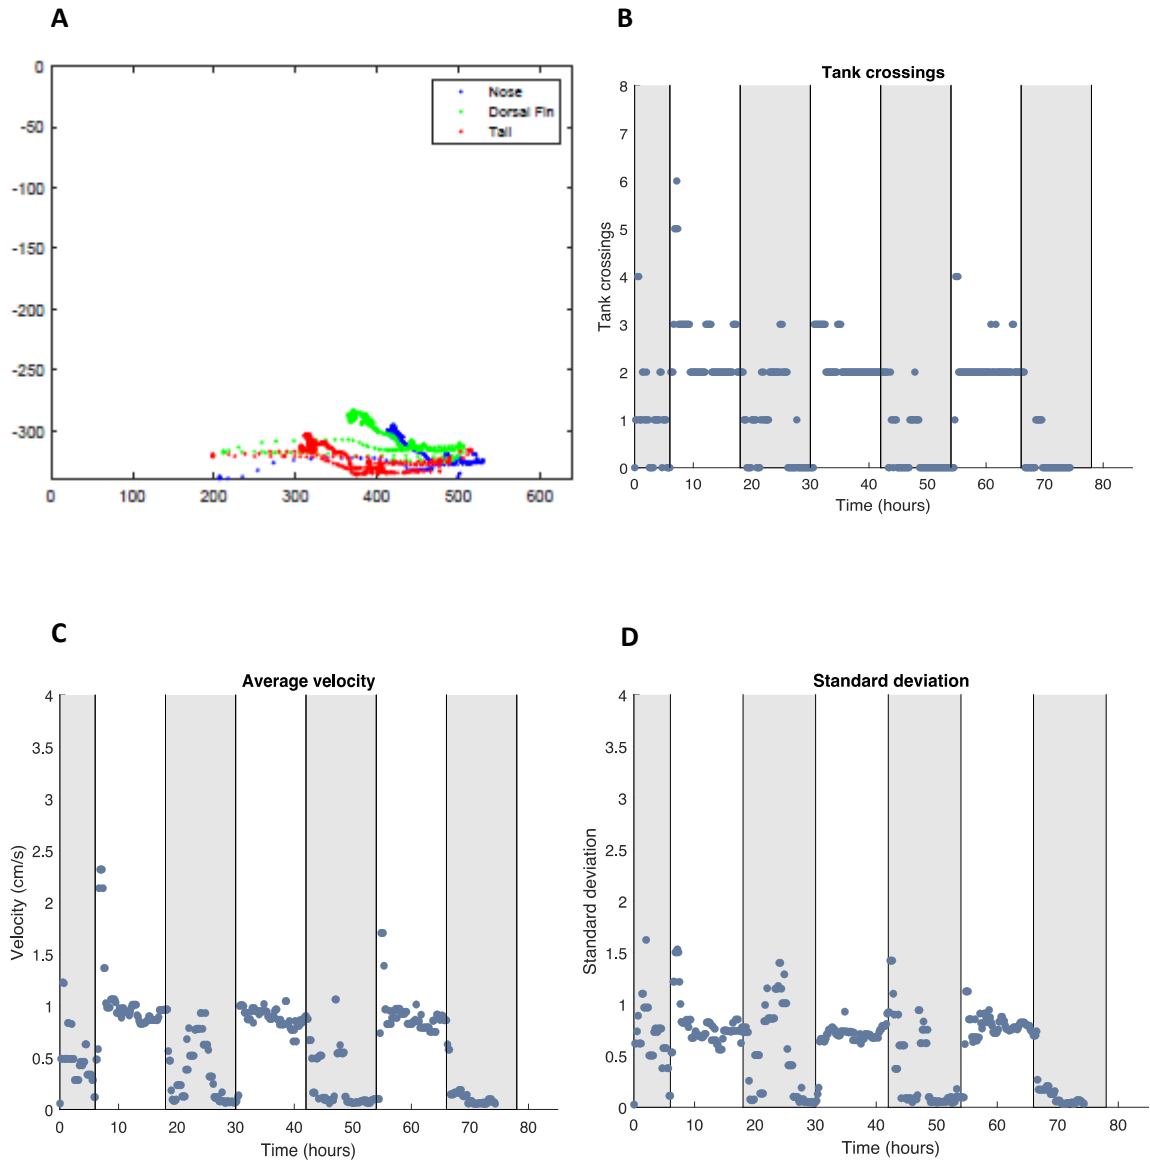 A
0
-50
-100
-150
-200
-250
-300
0 100 200 300 400 500 600
Nose
Dorsal Fin
Tail
B
Tank crossings
8
7
6
5
4
3
2
1
0
Tank crossings
0 10 20 30 40 50 60 70 80
Time (hours)
C
Average velocity
4
3.5
3
2.5
2
1.5
1
0.5
0
Velocity (cm/s)
0 10 20 30 40 50 60 70 80
Time (hours)
D
Standard deviation
4
3.5
3
2.5
2
1.5
1
0.5
0
Standard deviation
0 10 20 30 40 50 60 70 80
Time (hours)